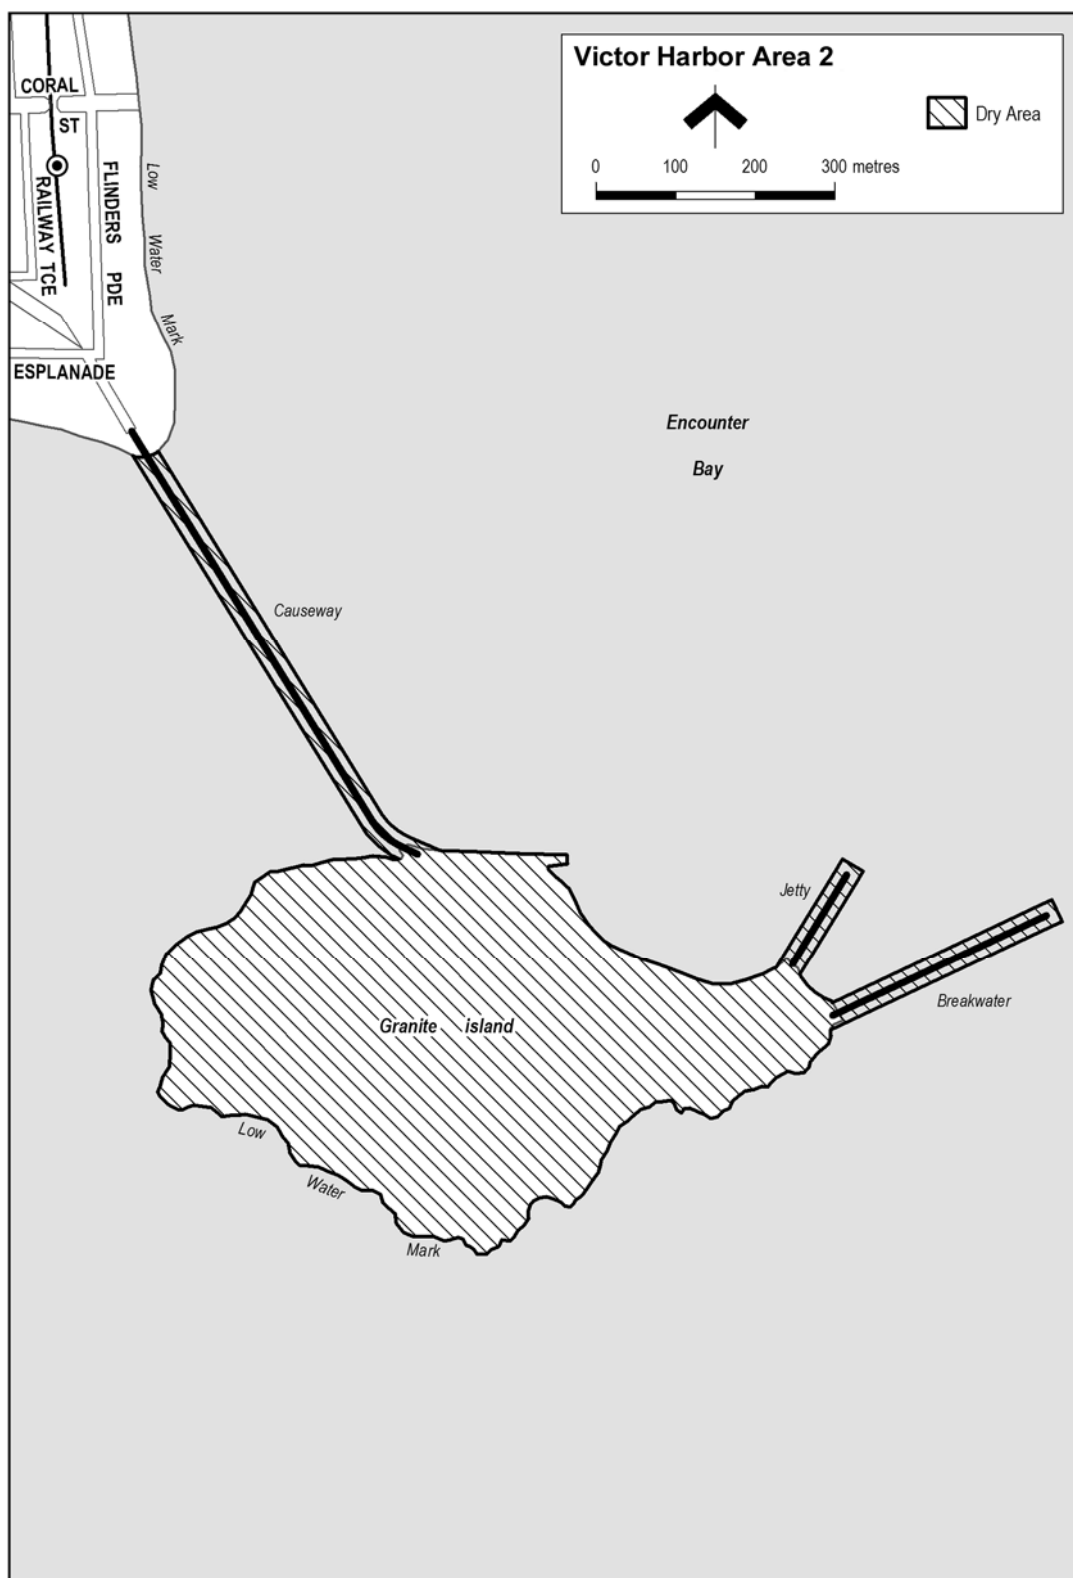 Victor Harbor Area 2
Dry Area
0 100 200 300 metres
CORAL
ST
RAILWAY TCE
FLINDERS PDE
Low Water Mark
ESPLANADE
Encounter
Bay
Causeway
Jetty
Breakwater
Granite island
Low
Water
Mark